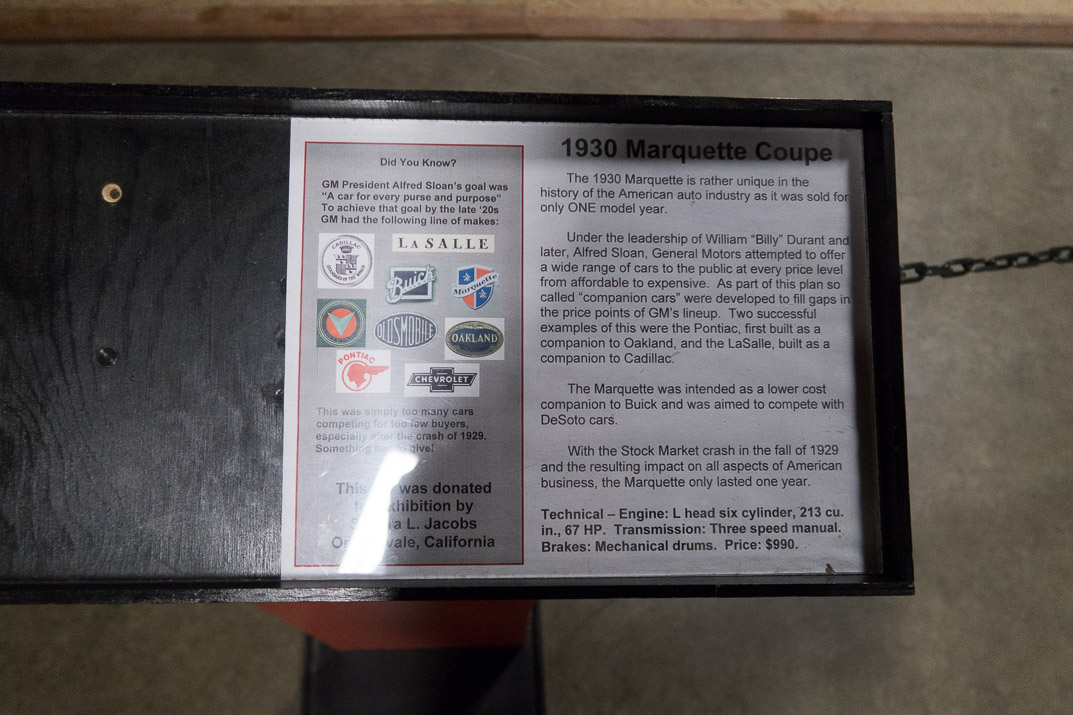 Did You Know?
GM President Alfred Sloan's goal was
"A car for every purse and purpose"
To achieve that goal by the late '20s
GM had the following line of makes:
CADILLAC
LASALLE
Buick
Marquette
OLDSMOBILE
OAKLAND
PONTIAC
CHEVROLET
This was simply too many cars
competing for too few buyers,
especially after the crash of 1929.
Something give!
This was donated
exhibition by
L. Jacobs
California
1930 Marquette Coupe
The 1930 Marquette is rather unique in the
history of the American auto industry as it was sold for
only ONE model year.
Under the leadership of William "Billy" Durant and
later, Alfred Sloan, General Motors attempted to offer
a wide range of cars to the public at every price level
from affordable to expensive. As part of this plan so
called "companion cars" were developed to fill gaps in
the price points of GM's lineup. Two successful
examples of this were the Pontiac, first built as a
companion to Oakland, and the LaSalle, built as a
companion to Cadillac.
The Marquette was intended as a lower cost
companion to Buick and was aimed to compete with
DeSoto cars.
With the Stock Market crash in the fall of 1929
and the resulting impact on all aspects of American
business, the Marquette only lasted one year.
Technical – Engine: L head six cylinder, 213 cu.
in., 67 HP. Transmission: Three speed manual.
Brakes: Mechanical drums. Price: $990.